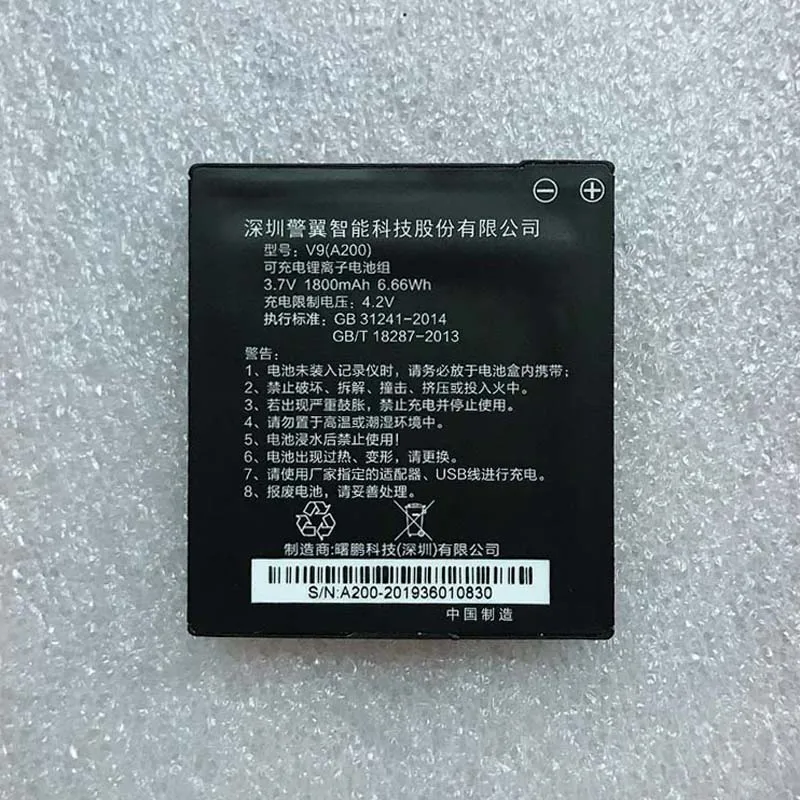 ⊖ ⊕
深圳警翼智能科技股份有限公司
型号：V9(A200)
可充电锂离子电池组
3.7V 1800mAh 6.66Wh
充电限制电压：4.2V
执行标准：GB 31241-2014
GB/T 18287-2013
警告：
1、电池未装入记录仪时，请务必放于电池盒内携带；
2、禁止破坏、拆解、撞击、挤压或投入火中。
3、若出现严重鼓胀，禁止充电并停止使用。
4、请勿置于高温或潮湿环境中。
5、电池浸水后禁止使用！
6、电池出现过热、变形，请更换。
7、请使用厂家指定的适配器、USB线进行充电。
8、报废电池，请妥善处理。
制造商:曙鹏科技(深圳)有限公司
S/N:A200-201936010830
中国制造